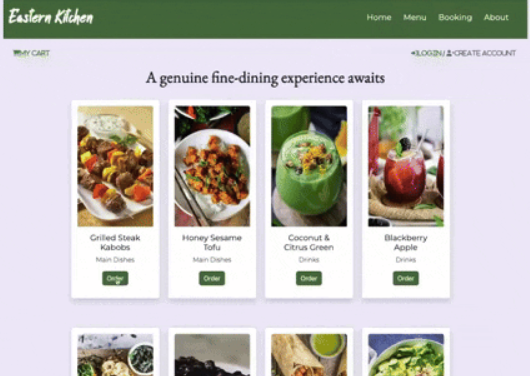 Eastern Kitchen
Home Menu Booking About
MY CART
LOGIN / CREATE ACCOUNT
A genuine fine-dining experience awaits
Grilled Steak
Kabobs
Main Dishes
Order
Honey Sesame
Tofu
Main Dishes
Order
Coconut &
Citrus Green
Drinks
Order
Blackberry
Apple
Drinks
Order